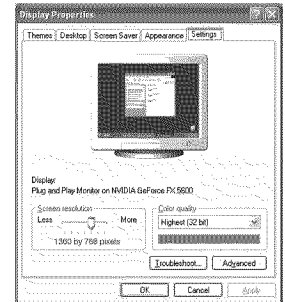 Display Properties
Themes Desktop Screen Saver Appearance Settings
Display:
Plug and Play Monitor on NVIDIA GeForce FX 5600
Screen resolution
Less More
1360 by 768 pixels
Color quality
Highest (32 bit)
Troubleshoot... Advanced
OK Cancel Apply